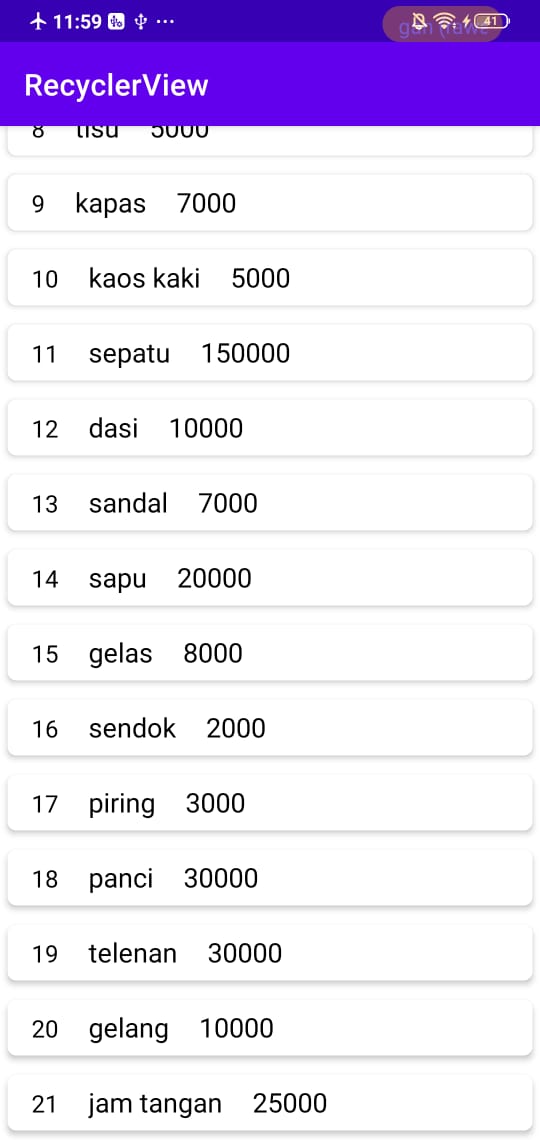 11:59
41
RecyclerView
8 tisu 5000
9 kapas 7000
10 kaos kaki 5000
11 sepatu 150000
12 dasi 10000
13 sandal 7000
14 sapu 20000
15 gelas 8000
16 sendok 2000
17 piring 3000
18 panci 30000
19 telenan 30000
20 gelang 10000
21 jam tangan 25000